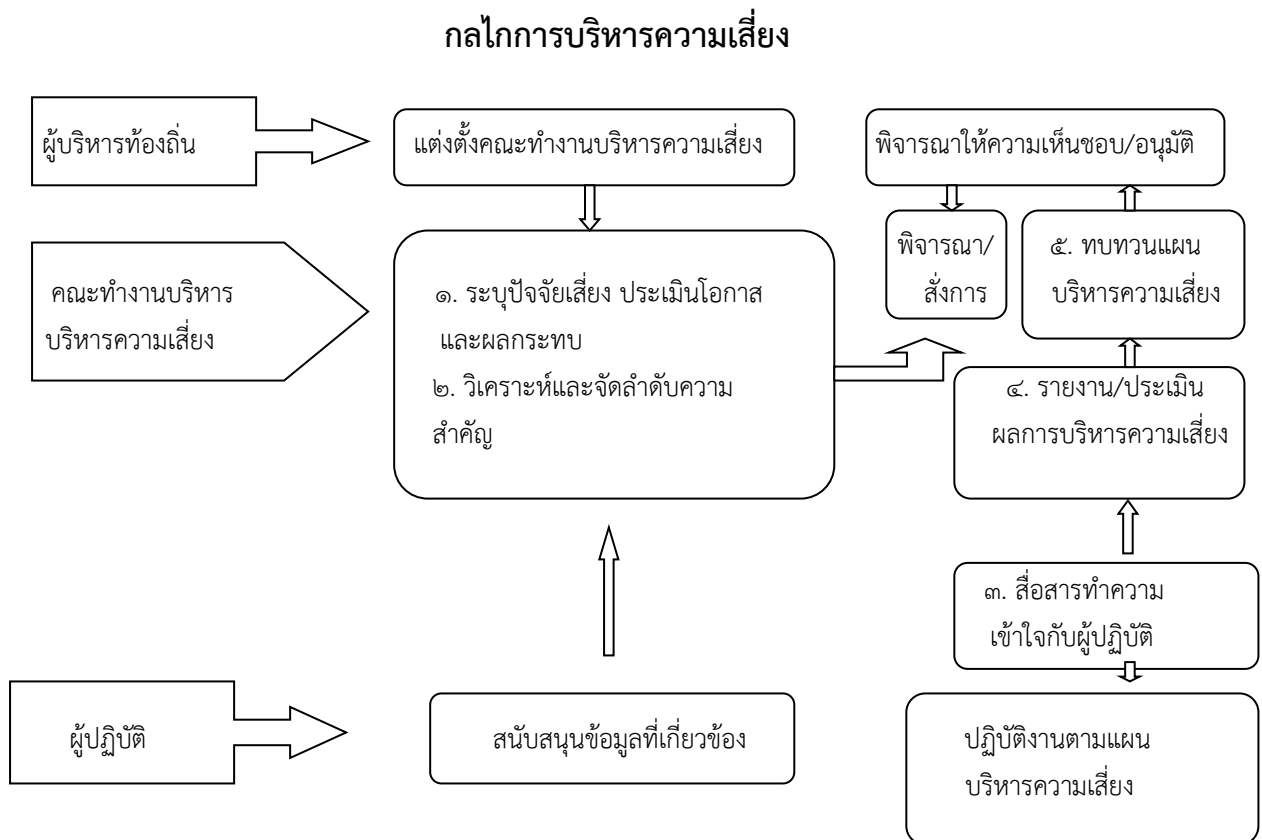 กลไกการบริหารความเสี่ยง
ผู้บริหารท้องถิ่น
แต่งตั้งคณะทำงานบริหารความเสี่ยง
พิจารณาให้ความเห็นชอบ/อนุมัติ
คณะทำงานบริหาร
บริหารความเสี่ยง
๑. ระบุปัจจัยเสี่ยง ประเมินโอกาส
และผลกระทบ
๒. วิเคราะห์และจัดลำดับความ
สำคัญ
พิจารณา/
สั่งการ
๕. ทบทวนแผน
บริหารความเสี่ยง
๔. รายงาน/ประเมิน
ผลการบริหารความเสี่ยง
๓. สื่อสารทำความ
เข้าใจกับผู้ปฏิบัติ
ผู้ปฏิบัติ
สนับสนุนข้อมูลที่เกี่ยวข้อง
ปฏิบัติงานตามแผน
บริหารความเสี่ยง